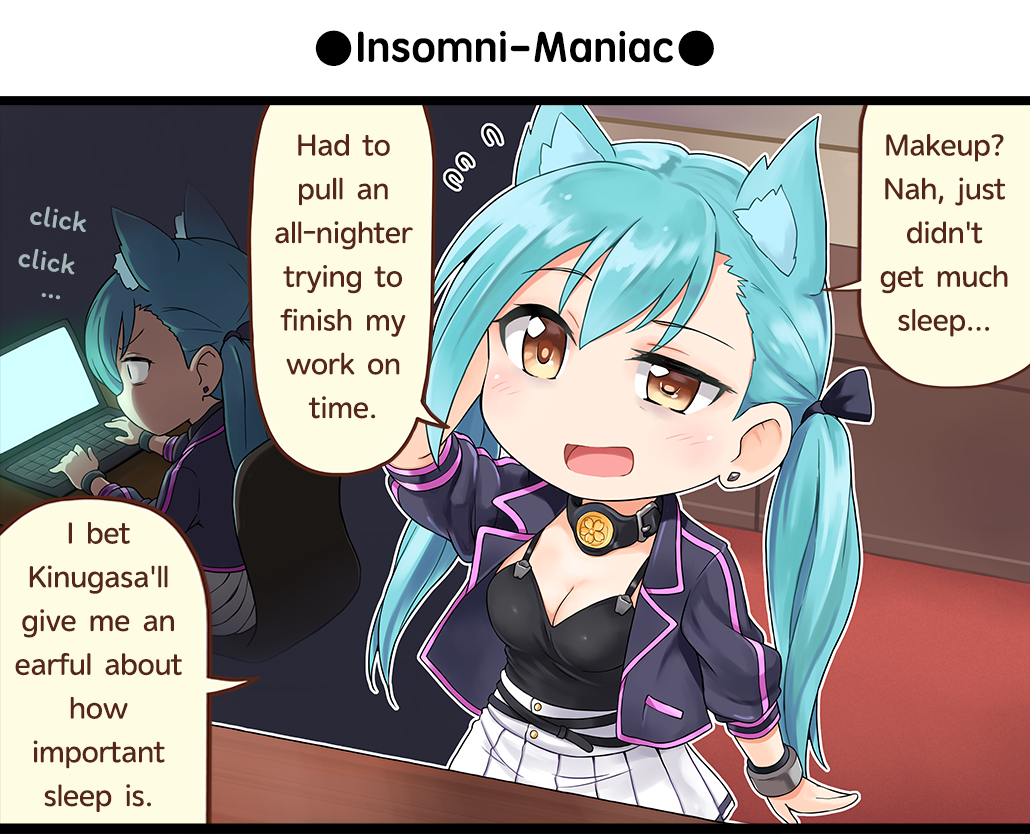 ●Insomni-Maniac●
Makeup?
Nah, just
didn't
get much
sleep...
Had to
pull an
all-nighter
trying to
finish my
work on
time.
click
click
...
I bet
Kinugasa'll
give me an
earful about
how
important
sleep is.